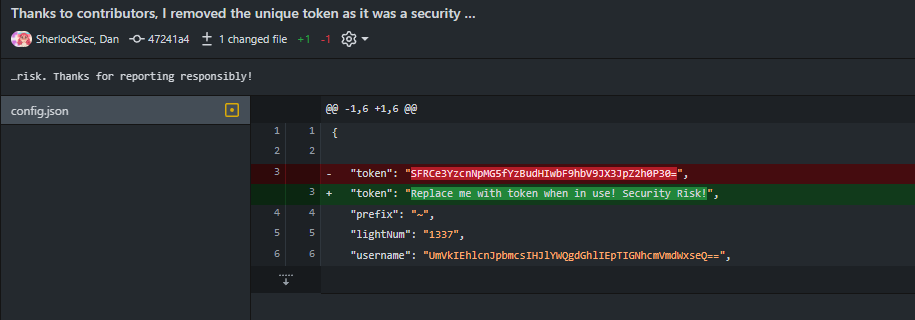 Thanks to contributors, I removed the unique token as it was a security ...
SherlockSec, Dan 47241a4 1 changed file +1 -1
…risk. Thanks for reporting responsibly!
config.json
@@ -1,6 +1,6 @@
1 1 {
2 2
3 - "token": "SFRCe3YzcnNpMG5fYzBudHIwbF9hbV9JX3JpZ2h0P30=",
3 + "token": "Replace me with token when in use! Security Risk!",
4 4 "prefix": "~",
5 5 "lightNum": "1337",
6 6 "username": "UmVkIEhlcnJpbmcsIHJlYWQgdGhlIEpTIGNhcmVmdWxseQ==",